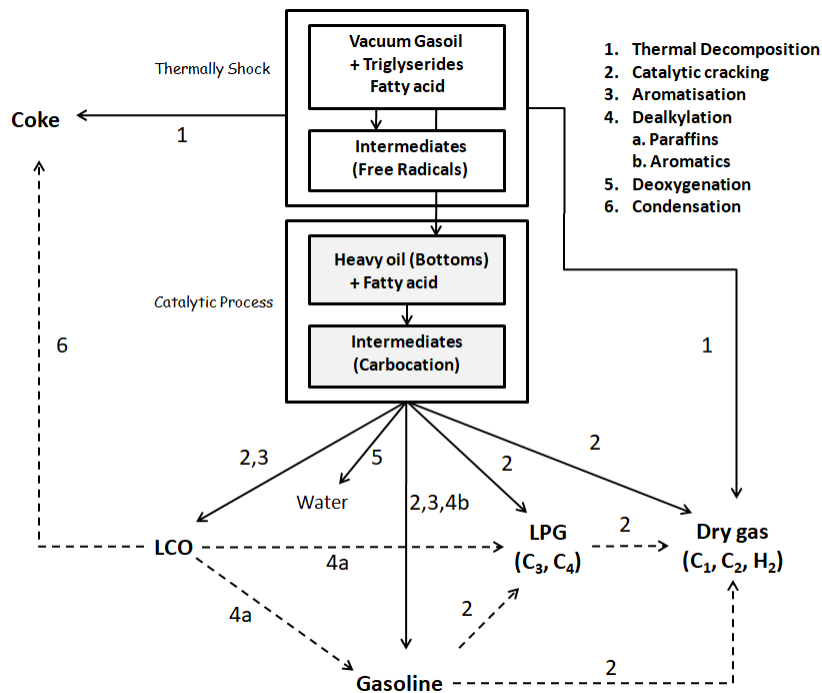 Thermally Shock
Vacuum Gasoil
+ Triglyserides
Fatty acid
Intermediates
(Free Radicals)
1. Thermal Decomposition
2. Catalytic cracking
3. Aromatisation
4. Dealkylation
a. Paraffins
b. Aromatics
5. Deoxygenation
6. Condensation
Coke
1
Catalytic Process
Heavy oil (Bottoms)
+ Fatty acid
Intermediates
(Carbocation)
6
1
2,3
5
2
2
Water
2,3,4b
LCO
4a
LPG
(C₃, C₄)
2
Dry gas
(C₁, C₂, H₂)
4a
2
Gasoline
2